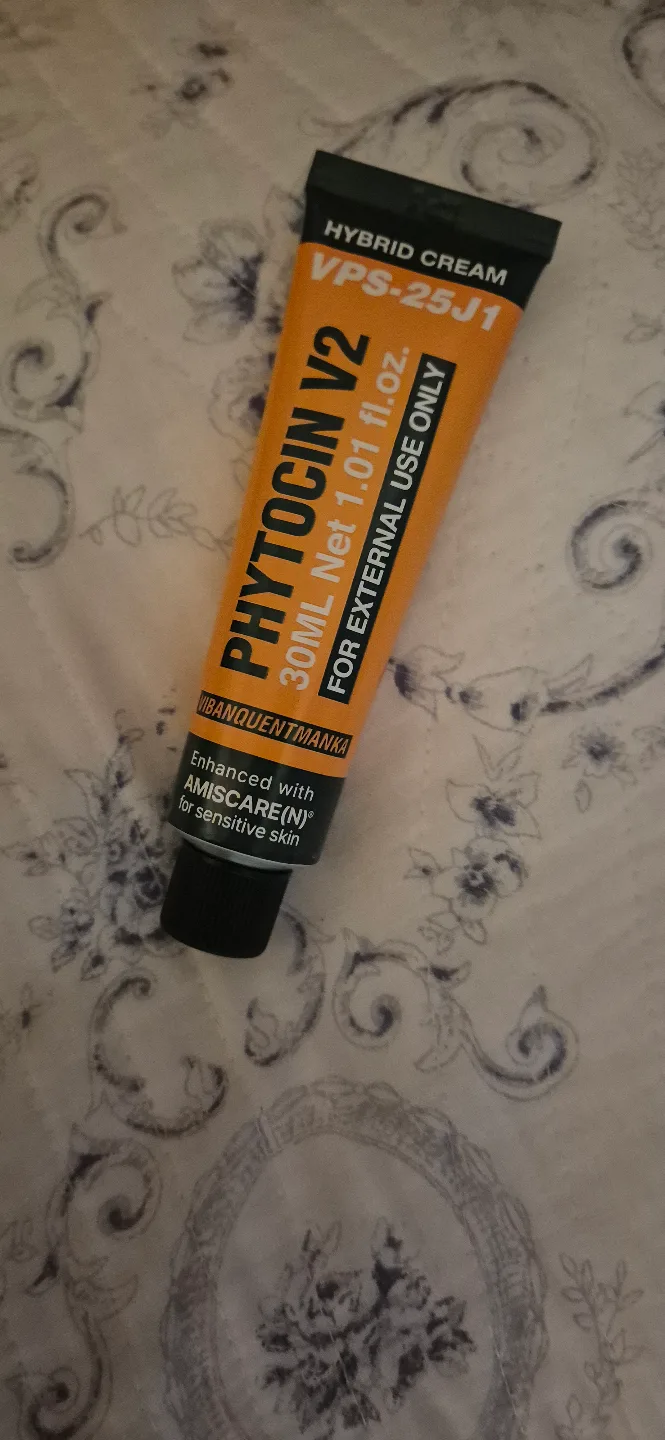 HYBRID CREAM
VPS-25J1
PHYTOCIN V2
30ML Net 1.01 fl.oz.
FOR EXTERNAL USE ONLY
VIBANQUENTMANKA
Enhanced with
AMISCARE(N)®
for sensitive skin